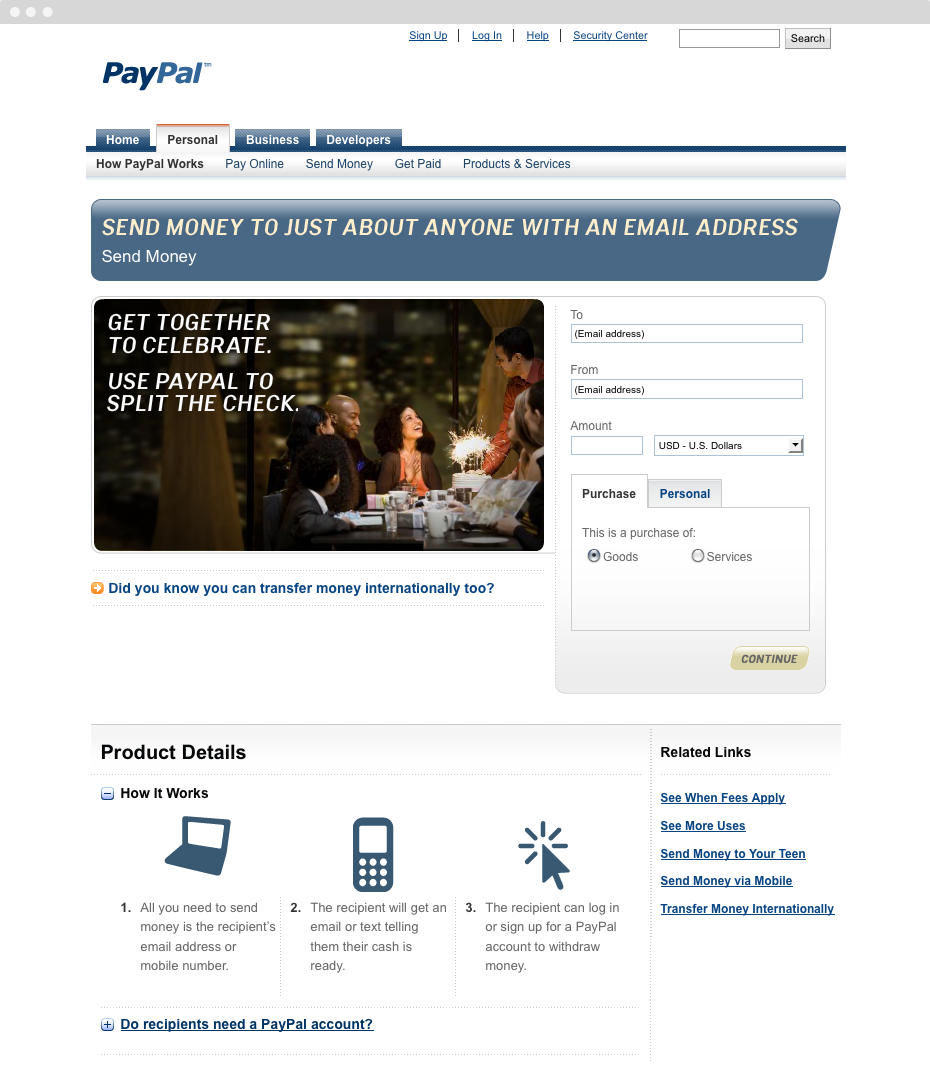 Sign Up | Log In | Help | Security Center Search
PayPal™
Home Personal Business Developers
How PayPal Works Pay Online Send Money Get Paid Products & Services
SEND MONEY TO JUST ABOUT ANYONE WITH AN EMAIL ADDRESS
Send Money
GET TOGETHER
TO CELEBRATE.
USE PAYPAL TO
SPLIT THE CHECK.
Did you know you can transfer money internationally too?
To
(Email address)
From
(Email address)
Amount
USD - U.S. Dollars
Purchase Personal
This is a purchase of:
Goods Services
CONTINUE
Product Details
How It Works
1. All you need to send
money is the recipient's
email address or
mobile number.
2. The recipient will get an
email or text telling
them their cash is
ready.
3. The recipient can log in
or sign up for a PayPal
account to withdraw
money.
Do recipients need a PayPal account?
Related Links
See When Fees Apply
See More Uses
Send Money to Your Teen
Send Money via Mobile
Transfer Money Internationally